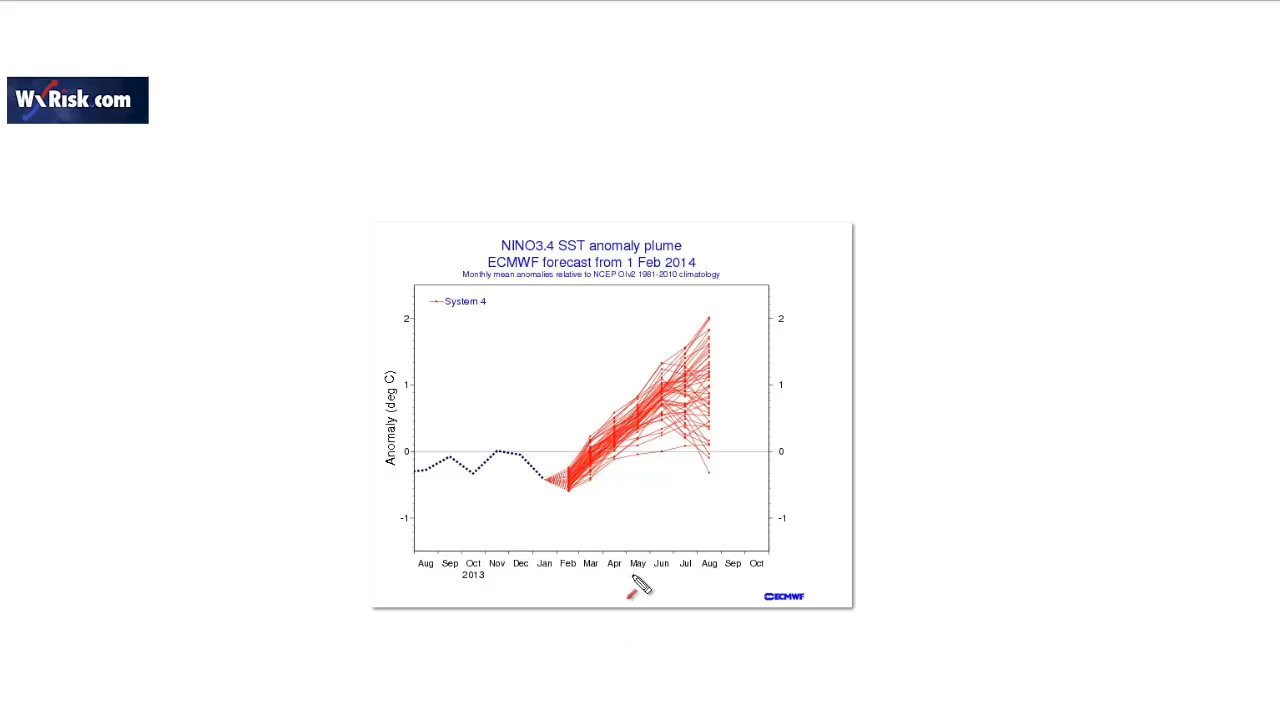 WxRisk.com
NINO3.4 SST anomaly plume
ECMWF forecast from 1 Feb 2014
Monthly mean anomalies relative to NCEP OIv2 1981-2010 climatology
System 4
2
2
1
1
Anomaly (deg C)
0
0
-1
-1
Aug Sep Oct Nov Dec Jan Feb Mar Apr May Jun Jul Aug Sep Oct
2013
ECMWF